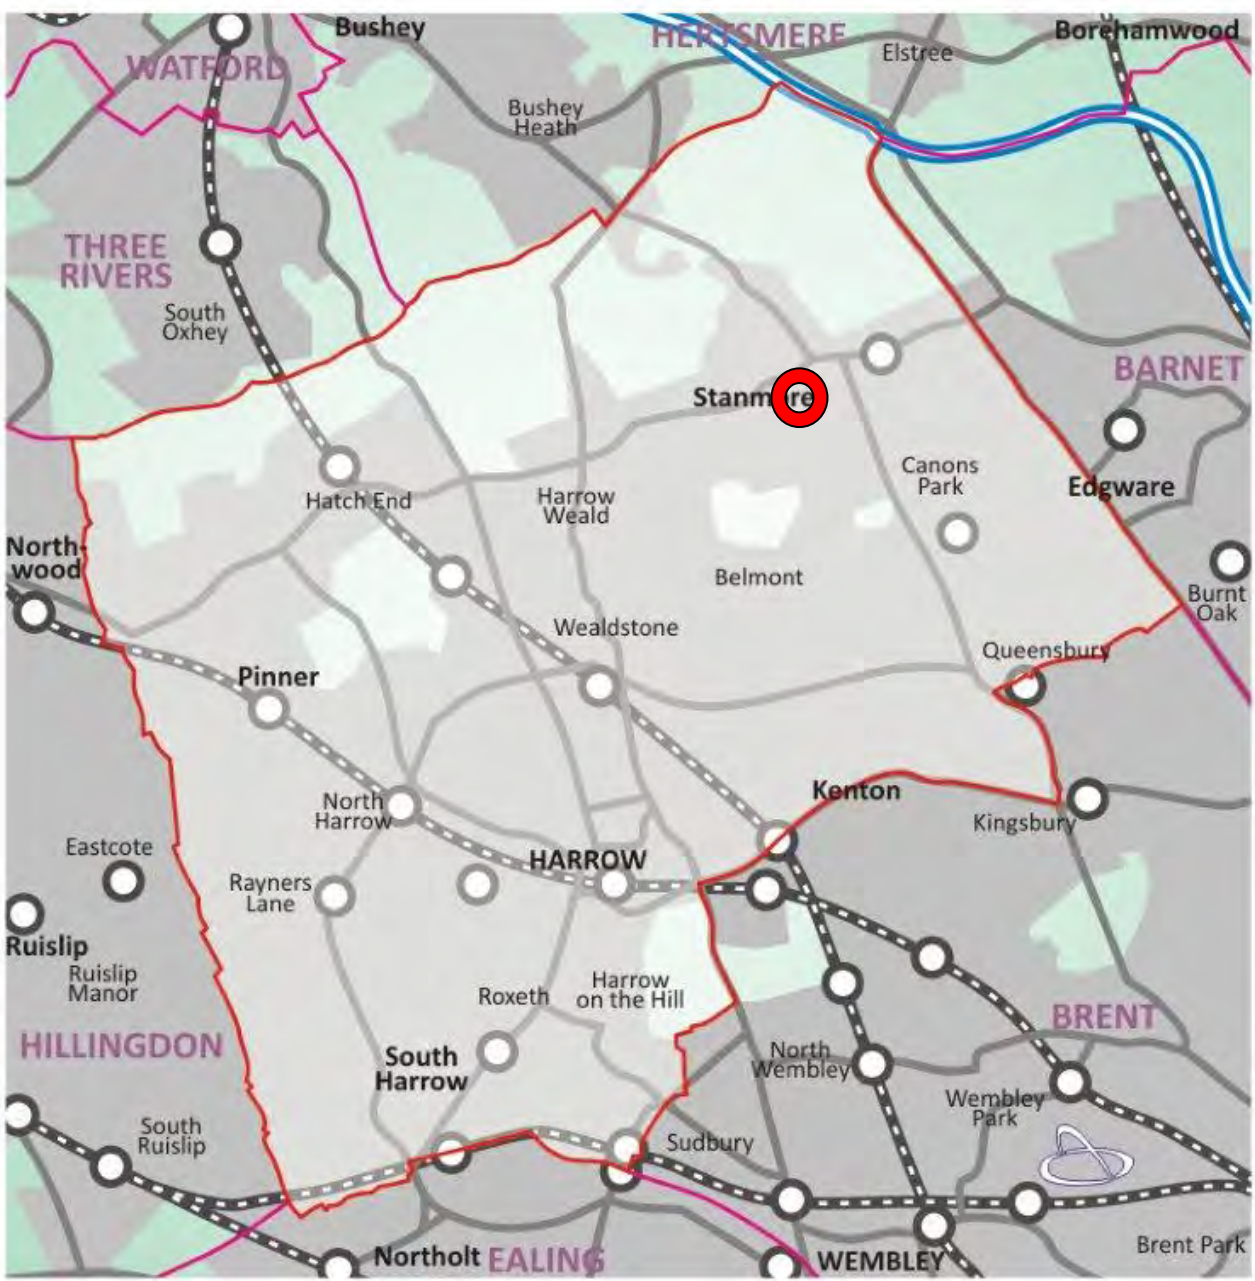 Bushey
HERTSMERE
Borehamwood
Elstree
WATFORD
Bushey
Heath
THREE
RIVERS
South
Oxhey
BARNET
Stanmore
Canons
Park
Edgware
Hatch End
Harrow
Weald
North-
wood
Belmont
Burnt
Oak
Wealdstone
Queensbury
Pinner
Kenton
North
Harrow
Kingsbury
Eastcote
HARROW
Rayners
Lane
Ruislip
Ruislip
Manor
Roxeth
Harrow
on the Hill
BRENT
HILLINGDON
South
Harrow
North
Wembley
Wembley
Park
South
Ruislip
Sudbury
Northolt
EALING
WEMBLEY
Brent Park